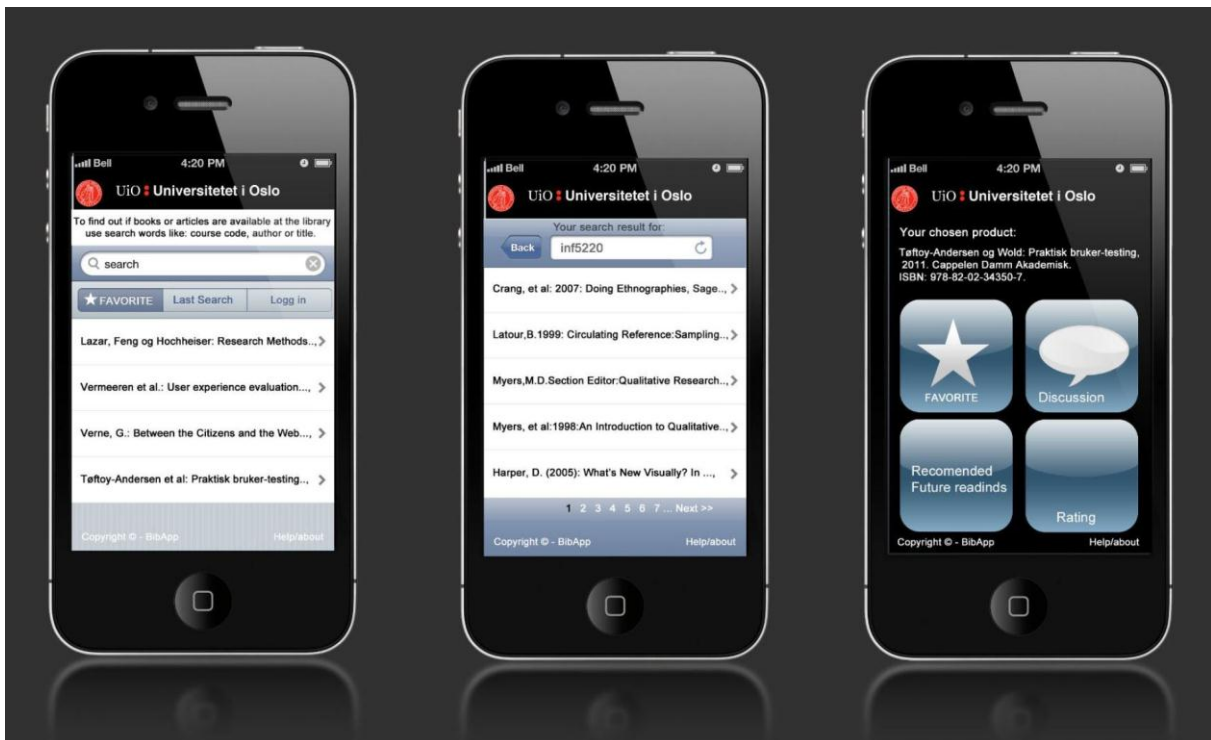 Bell 4:20 PM
UiO Universitetet i Oslo
To find out if books or articles are available at the library
use search words like: course code, author or title.
search
FAVORITE Last Search Logg in
Lazar, Feng og Hochheiser: Research Methods..,
Vermeeren et al.: User experience evaluation...,
Verne, G.: Between the Citizens and the Web...,
Tøftoy-Andersen et al: Praktisk bruker-testing..,
Copyright © - BibApp Help/about
Bell 4:20 PM
UiO Universitetet i Oslo
Your search result for:
Back inf5220
Crang, et al: 2007: Doing Ethnographies, Sage..,
Latour,B.1999: Circulating Reference:Sampling..,
Myers,M.D.Section Editor:Qualitative Research..,
Myers, et al:1998:An Introduction to Qualitative..,
Harper, D. (2005): What's New Visually? In ...,
1 2 3 4 5 6 7 ... Next >>
Copyright © - BibApp Help/about
Bell 4:20 PM
UiO Universitetet i Oslo
Your chosen product:
Tøftoy-Andersen og Wold: Praktisk bruker-testing,
2011. Cappelen Damm Akademisk.
ISBN: 978-82-02-34350-7.
FAVORITE Discussion
Recomended
Future readinds
Rating
Copyright © - BibApp Help/about